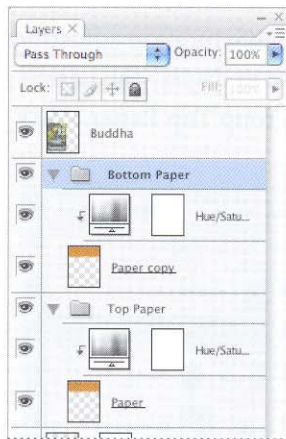 Layers ×
Pass Through Opacity: 100%
Lock: Fill: 100%
Buddha
Bottom Paper
Hue/Satu...
Paper copy
Top Paper
Hue/Satu...
Paper